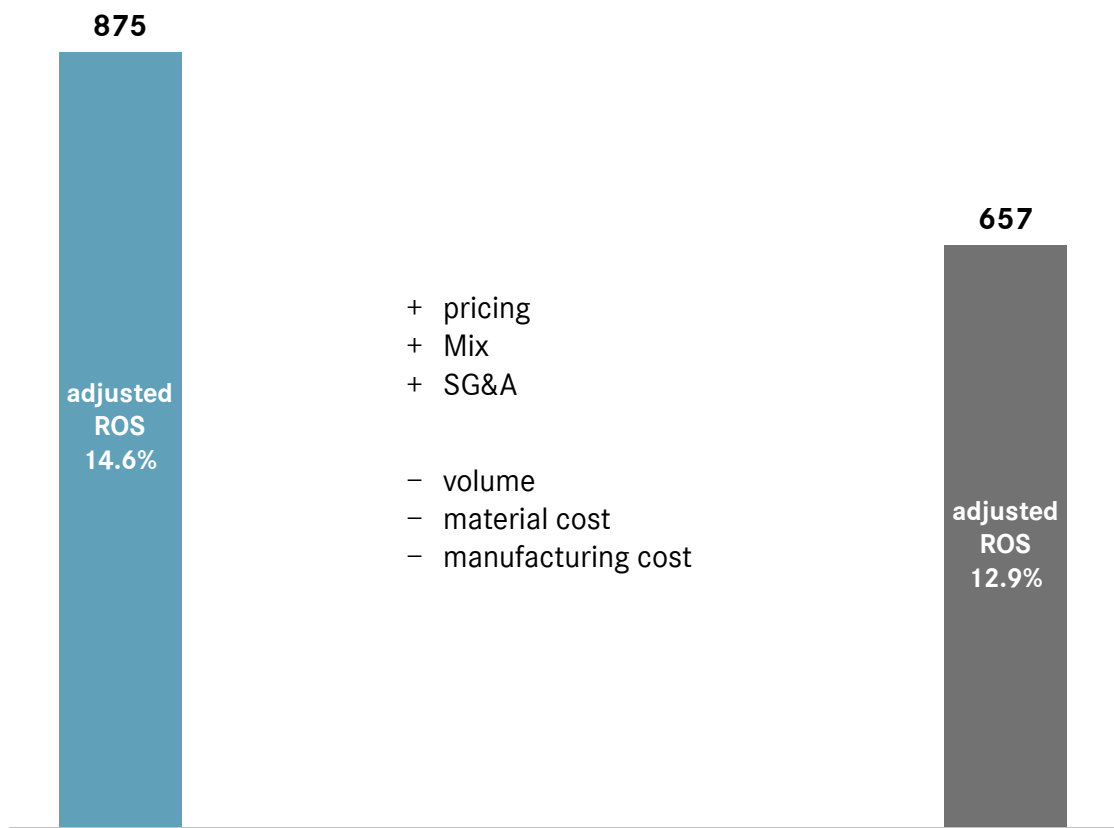 875
adjusted
ROS
14.6%
+ pricing
+ Mix
+ SG&A
– volume
– material cost
– manufacturing cost
657
adjusted
ROS
12.9%